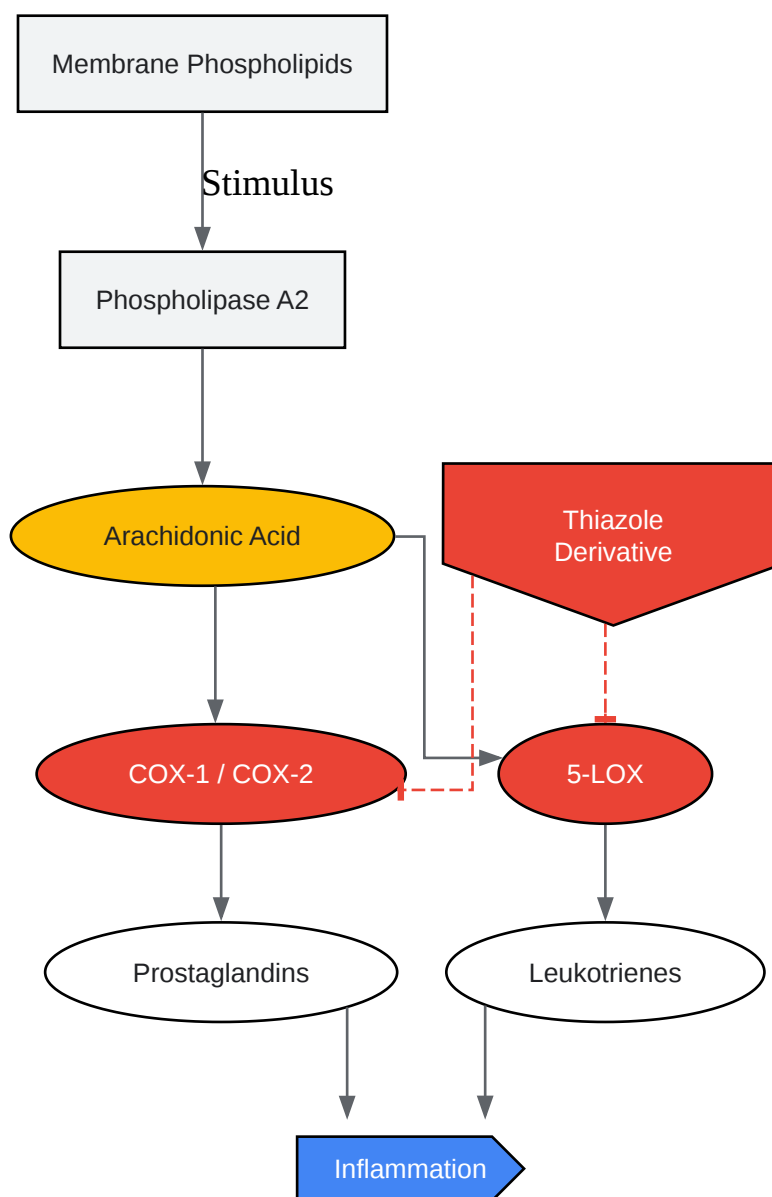 Membrane Phospholipids
Stimulus
Phospholipase A2
Arachidonic Acid
Thiazole
Derivative
COX-1 / COX-2
5-LOX
Prostaglandins
Leukotrienes
Inflammation